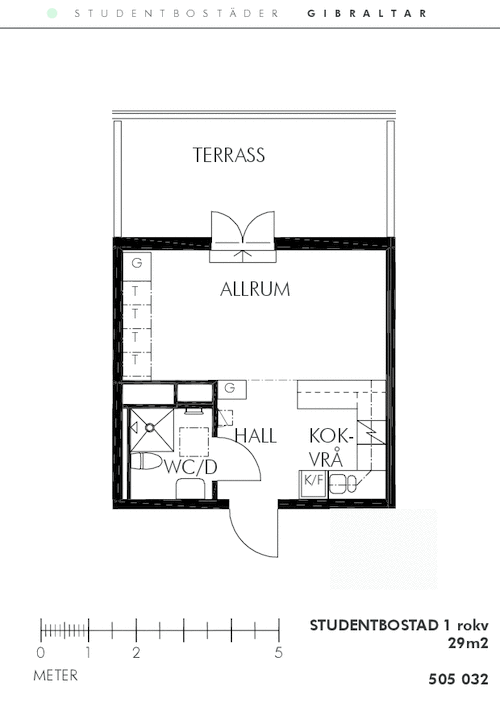 STUDENTBOSTÄDER GIBRALTAR
TERRASS
G
T
T
T
T
ALLRUM
G
HALL
KOK-
VRÅ
WC/D
K/F
0 1 2 5
METER
STUDENTBOSTAD 1 rokv
29m2
505 032